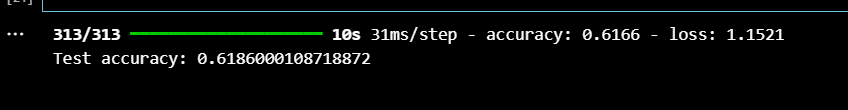 313/313 ━━━━━━━━━━━━━━━━━━━━ 10s 31ms/step - accuracy: 0.6166 - loss: 1.1521
Test accuracy: 0.6186000108718872